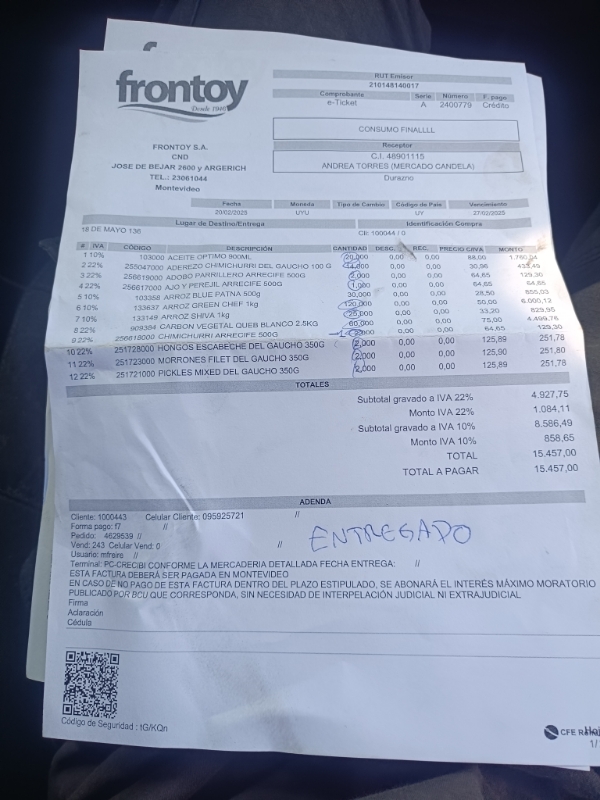 frontoy
Desde 1940
RUT Emisor
210148140017
Comprobante Serie Número F. pago
e-Ticket A 2400779 Crédito
CONSUMO FINALLLL
Receptor
C.I. 48901115
ANDREA TORRES (MERCADO CANDELA)
Durazno
FRONTOY S.A.
CND
JOSE DE BEJAR 2600 y ARGERICH
TEL.: 23061044
Montevideo
Fecha Moneda Tipo de Cambio Código de País Vencimiento
20/02/2025 UYU UY 27/02/2025
Lugar de Destino/Entrega Identificación Compra
18 DE MAYO 136 CI: 100044 / 0
# IVA CÓDIGO DESCRIPCIÓN CANTIDAD DESC. REC. PRECIO C/IVA MONTO
1 10% 103000 ACEITE OPTIMO 900ML 20,000 0,00 0,00 88,00
2 22% 255047000 ADEREZO CHIMICHURRI DEL GAUCHO 100 G 14,000 0,00 0,00 30,96 433,49
3 22% 256619000 ADOBO PARRILLERO ARRECIFE 500G 2,000 0,00 0,00 64,65 129,30
4 22% 256617000 AJO Y PEREJIL ARRECIFE 500G 1,000 0,00 0,00 64,65 64,65
5 10% 103358 ARROZ BLUE PATNA 500g 30,000 0,00 0,00 28,50 855,03
6 10% 133637 ARROZ GREEN CHEF 1kg 120,000 0,00 0,00 50,00 6.000,12
7 10% 133149 ARROZ SHIVA 1kg 25,000 0,00 0,00 33,20 829,95
8 22% 909384 CARBON VEGETAL QUEB BLANCO 2.5KG 60,000 0,00 0,00 75,00 4.499,76
9 22% 256618000 CHIMICHURRI ARRECIFE 500G 0,00 0,00 64,65 129,30
10 22% 251728000 HONGOS ESCABECHE DEL GAUCHO 350G 2,000 0,00 0,00 125,89 251,78
11 22% 251723000 MORRONES FILET DEL GAUCHO 350G 2,000 0,00 0,00 125,90 251,80
12 22% 251721000 PICKLES MIXED DEL GAUCHO 350G 2,000 0,00 0,00 125,89 251,78
TOTALES
Subtotal gravado a IVA 22% 4.927,75
Monto IVA 22% 1.084,11
Subtotal gravado a IVA 10% 8.586,49
Monto IVA 10% 858,65
TOTAL 15.457,00
TOTAL A PAGAR 15.457,00
ADENDA
Cliente: 1000443 Celular Cliente: 095925721 //
Forma pago: f7
Pedido: 4629539 //
Vend: 243 Celular Vend: 0 //
Usuario: mfreire //
ENTREGADO
Terminal: PC-CRECIBI CONFORME LA MERCADERIA DETALLADA FECHA ENTREGA: //
ESTA FACTURA DEBERÁ SER PAGADA EN MONTEVIDEO
EN CASO DE NO PAGO DE ESTA FACTURA DENTRO DEL PLAZO ESTIPULADO, SE ABONARÁ EL INTERÉS MÁXIMO MORATORIO
PUBLICADO POR BCU QUE CORRESPONDA, SIN NECESIDAD DE INTERPELACIÓN JUDICIAL NI EXTRAJUDICIAL
Firma
Aclaración
Cédula
Código de Seguridad : tG/KQn
CFE
1/